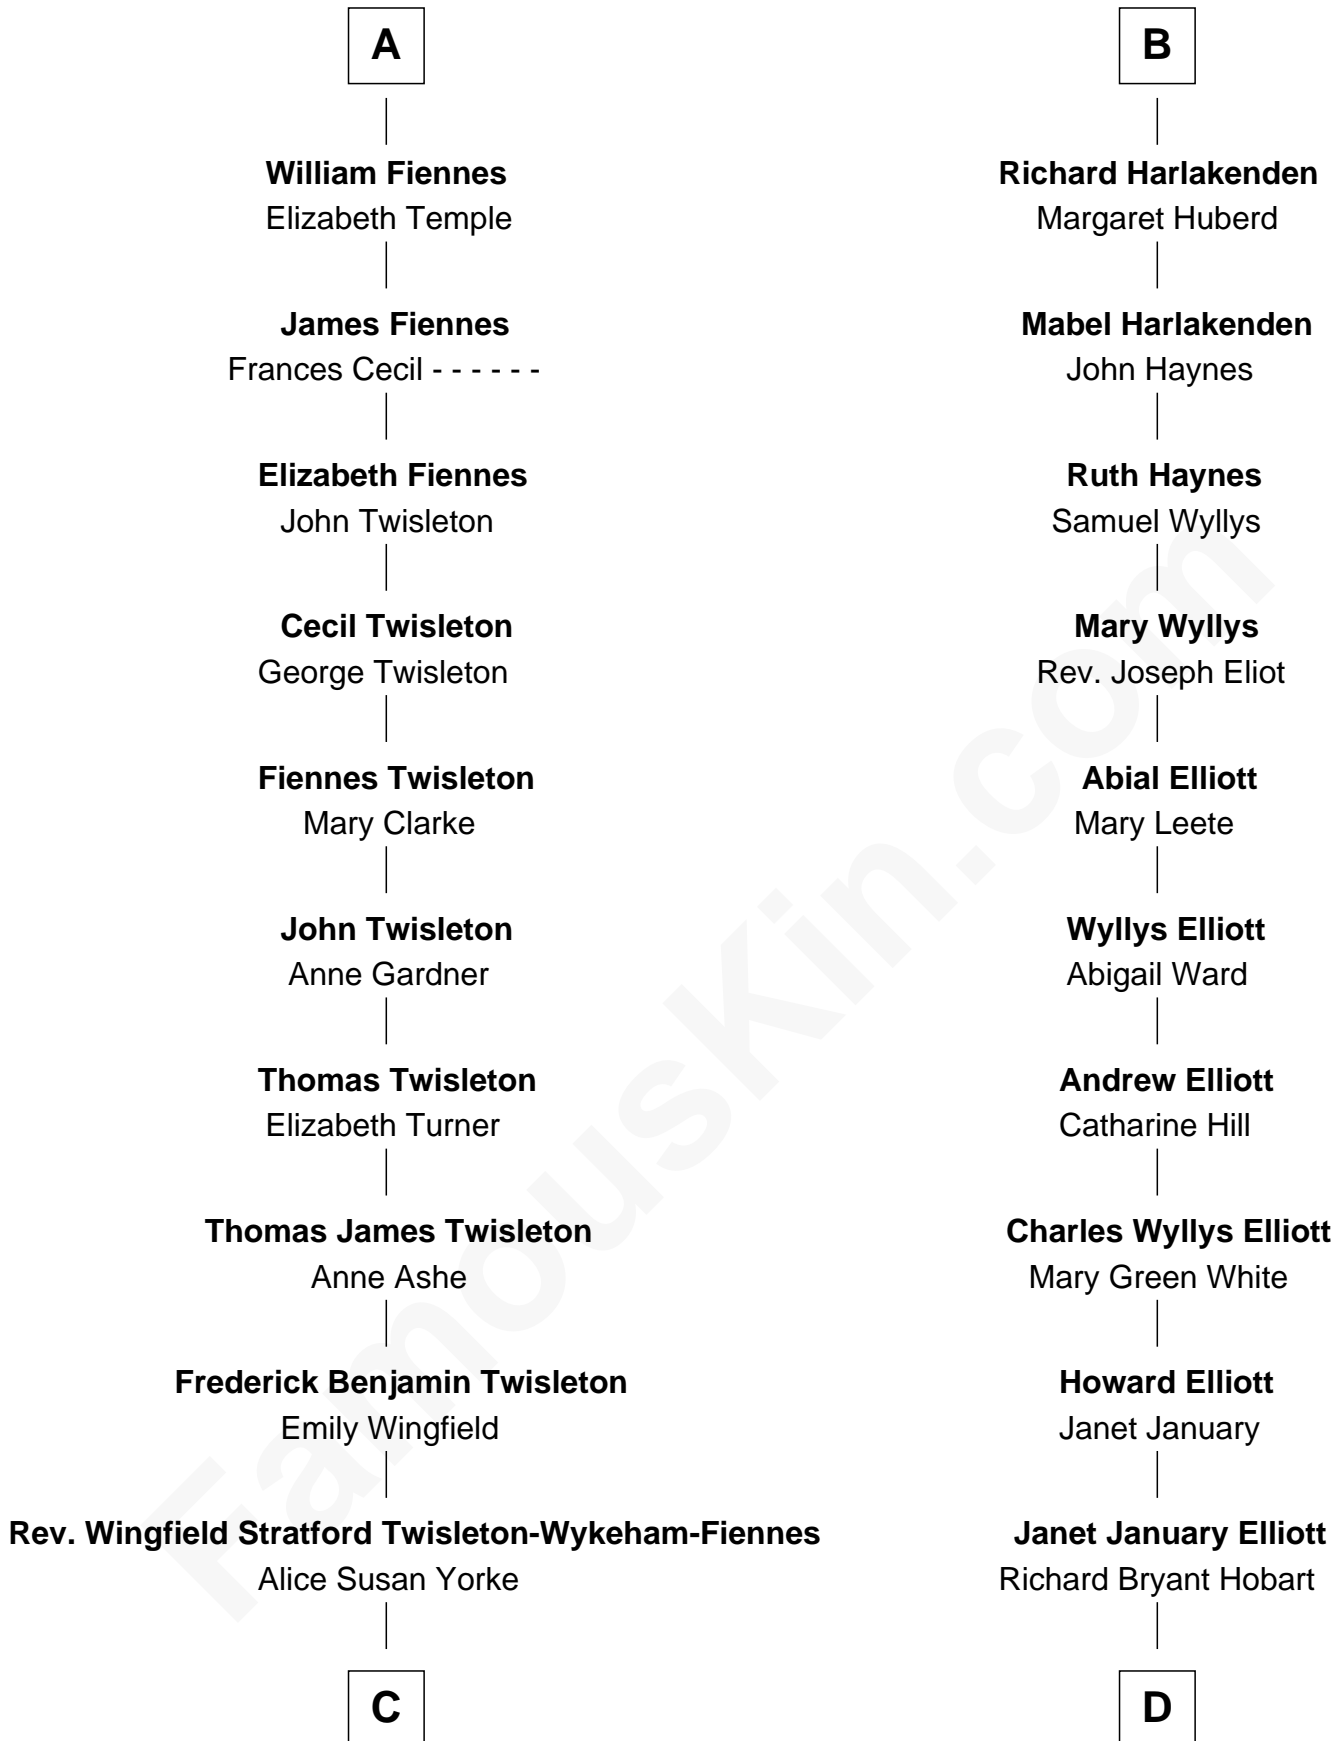 A
William Fiennes
Elizabeth Temple
James Fiennes
Frances Cecil - - - - - -
Elizabeth Fiennes
John Twisleton
Cecil Twisleton
George Twisleton
Fiennes Twisleton
Mary Clarke
John Twisleton
Anne Gardner
Thomas Twisleton
Elizabeth Turner
Thomas James Twisleton
Anne Ashe
Frederick Benjamin Twisleton
Emily Wingfield
Rev. Wingfield Stratford Twisleton-Wykeham-Fiennes
Alice Susan Yorke
C
B
Richard Harlakenden
Margaret Huberd
Mabel Harlakenden
John Haynes
Ruth Haynes
Samuel Wyllys
Mary Wyllys
Rev. Joseph Eliot
Abial Elliott
Mary Leete
Wyllys Elliott
Abigail Ward
Andrew Elliott
Catharine Hill
Charles Wyllys Elliott
Mary Green White
Howard Elliott
Janet January
Janet January Elliott
Richard Bryant Hobart
D
FamousKin.com